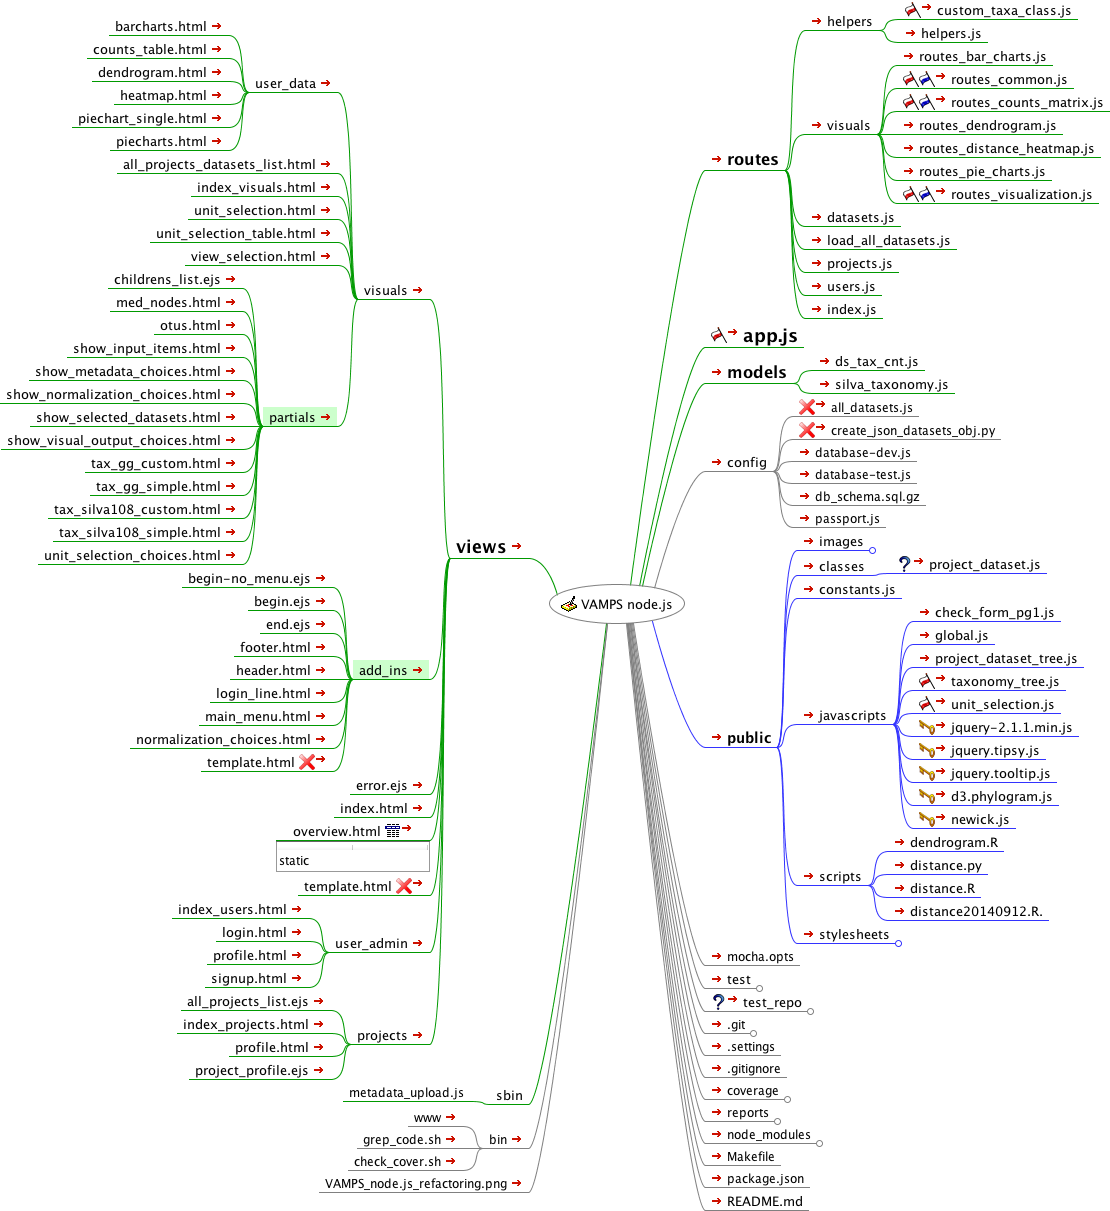 VAMPS node.js
routes
helpers
custom_taxa_class.js
helpers.js
visuals
routes_bar_charts.js
routes_common.js
routes_counts_matrix.js
routes_dendrogram.js
routes_distance_heatmap.js
routes_pie_charts.js
routes_visualization.js
datasets.js
load_all_datasets.js
projects.js
users.js
index.js
app.js
models
ds_tax_cnt.js
silva_taxonomy.js
config
all_datasets.js
create_json_datasets_obj.py
database-dev.js
database-test.js
db_schema.sql.gz
passport.js
public
images
classes
project_dataset.js
constants.js
javascripts
check_form_pg1.js
global.js
project_dataset_tree.js
taxonomy_tree.js
unit_selection.js
jquery-2.1.1.min.js
jquery.tipsy.js
jquery.tooltip.js
d3.phylogram.js
newick.js
scripts
dendrogram.R
distance.py
distance.R
distance20140912.R.
stylesheets
mocha.opts
test
test_repo
.git
.settings
.gitignore
coverage
reports
node_modules
Makefile
package.json
README.md
views
visuals
user_data
barcharts.html
counts_table.html
dendrogram.html
heatmap.html
piechart_single.html
piecharts.html
all_projects_datasets_list.html
index_visuals.html
unit_selection.html
unit_selection_table.html
view_selection.html
partials
childrens_list.ejs
med_nodes.html
otus.html
show_input_items.html
show_metadata_choices.html
show_normalization_choices.html
show_selected_datasets.html
show_visual_output_choices.html
tax_gg_custom.html
tax_gg_simple.html
tax_silva108_custom.html
tax_silva108_simple.html
unit_selection_choices.html
add_ins
begin-no_menu.ejs
begin.ejs
end.ejs
footer.html
header.html
login_line.html
main_menu.html
normalization_choices.html
template.html
error.ejs
index.html
overview.html
static
template.html
user_admin
index_users.html
login.html
profile.html
signup.html
projects
all_projects_list.ejs
index_projects.html
profile.html
project_profile.ejs
sbin
metadata_upload.js
bin
www
grep_code.sh
check_cover.sh
VAMPS_node.js_refactoring.png